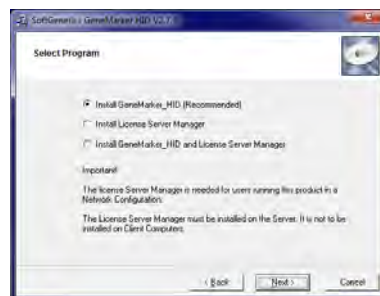 SoftGenetics GeneMarker HID V2.7.
Select Program
Install GeneMarker_HID (Recommended)
Install License Server Manager
Install GeneMarker_HID and License Server Manager
Important!
The license Server Manager is needed for users running this product in a
Network Configuration.
The License Server Manager must be installed on the Server. It is not to be
installed on Client Computers.
< Back
Next >
Cancel